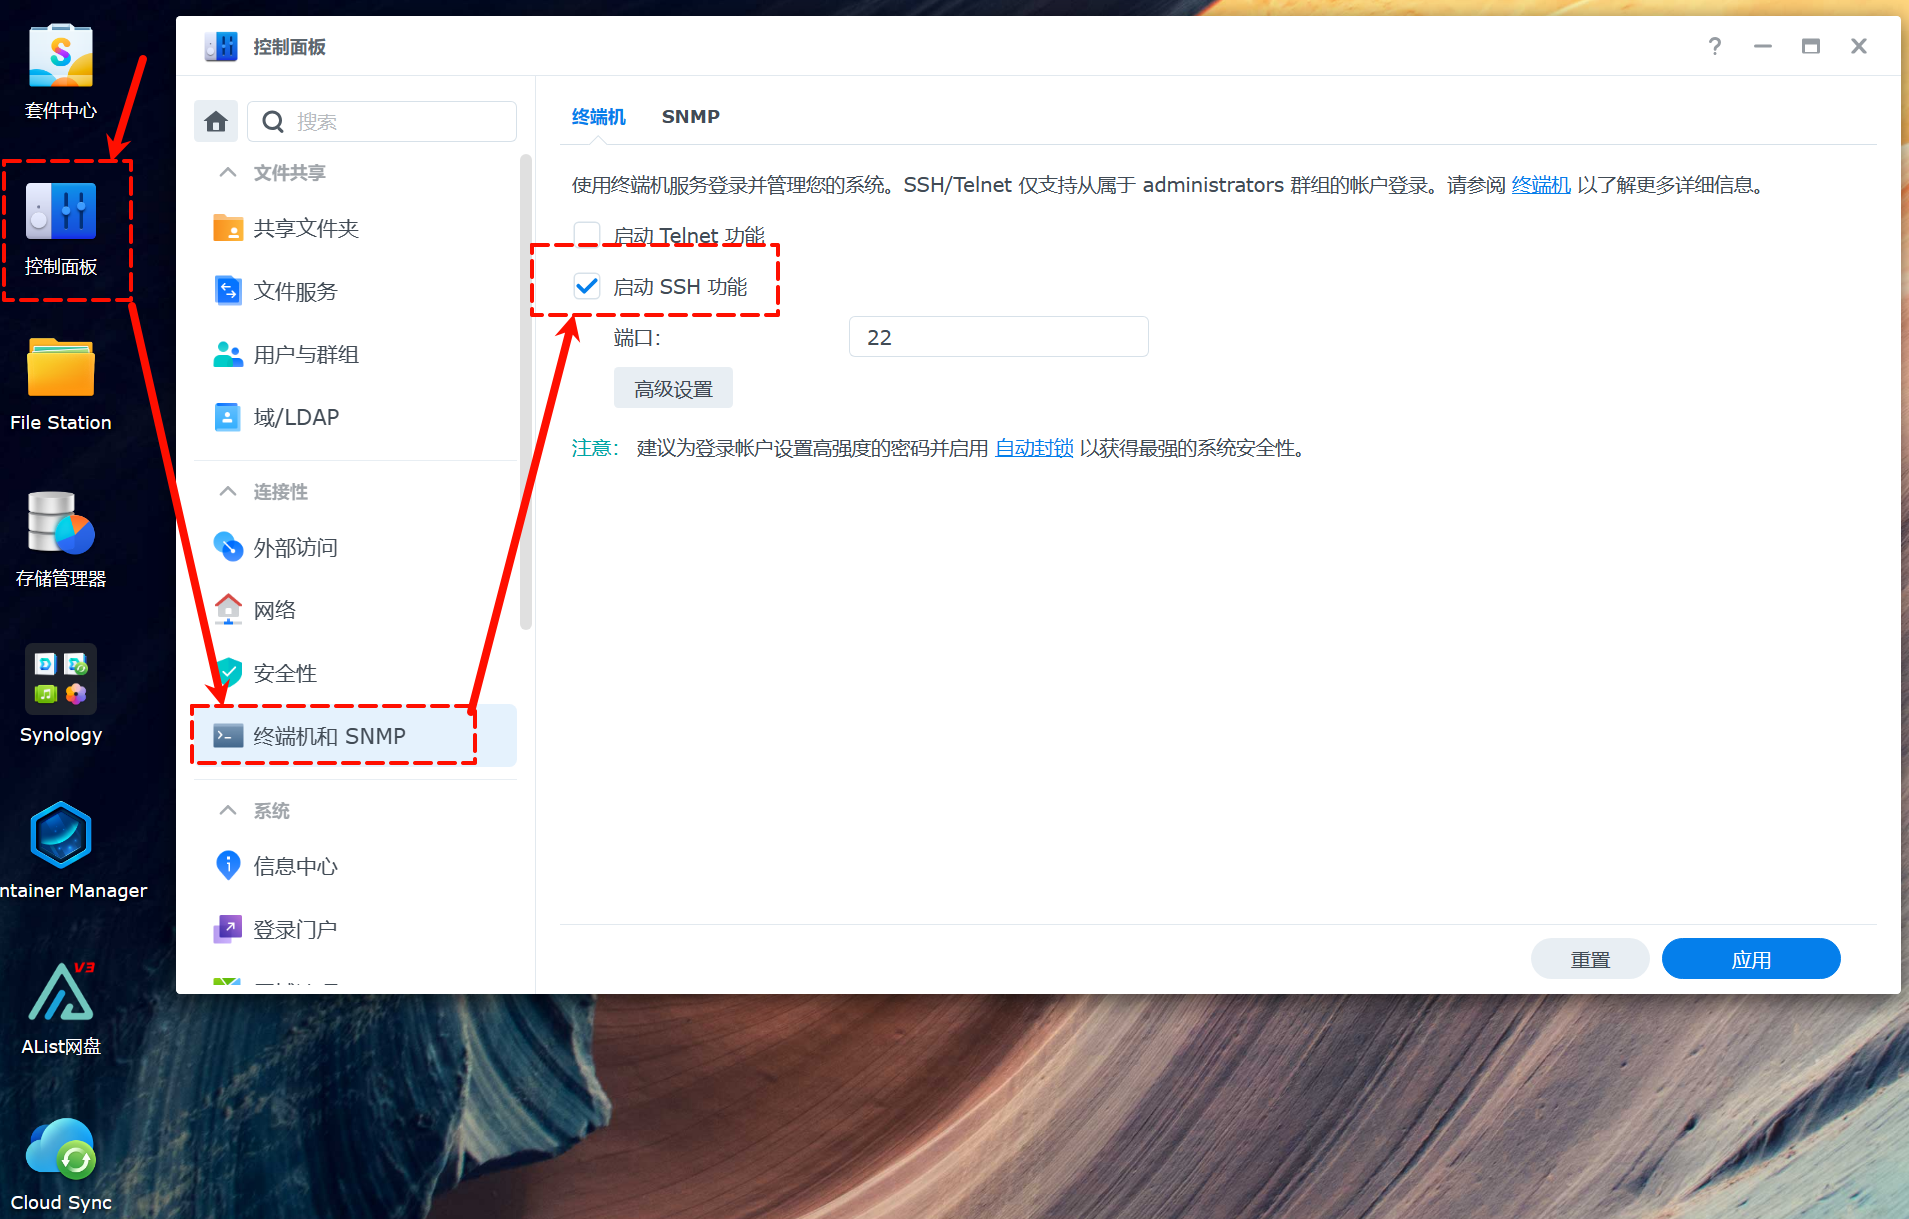 套件中心
控制面板
File Station
存储管理器
Synology
ntainer Manager
V3
AList网盘
Cloud Sync
控制面板
搜索
文件共享
共享文件夹
文件服务
用户与群组
域/LDAP
连接性
外部访问
网络
安全性
终端机和 SNMP
系统
信息中心
登录门户
终端机 SNMP
使用终端机服务登录并管理您的系统。SSH/Telnet 仅支持从属于 administrators 群组的帐户登录。请参阅 终端机 以了解更多详细信息。
启动 Telnet 功能
启动 SSH 功能
端口: 22
高级设置
注意: 建议为登录帐户设置高强度的密码并启用 自动封锁 以获得最强的系统安全性。
重置 应用